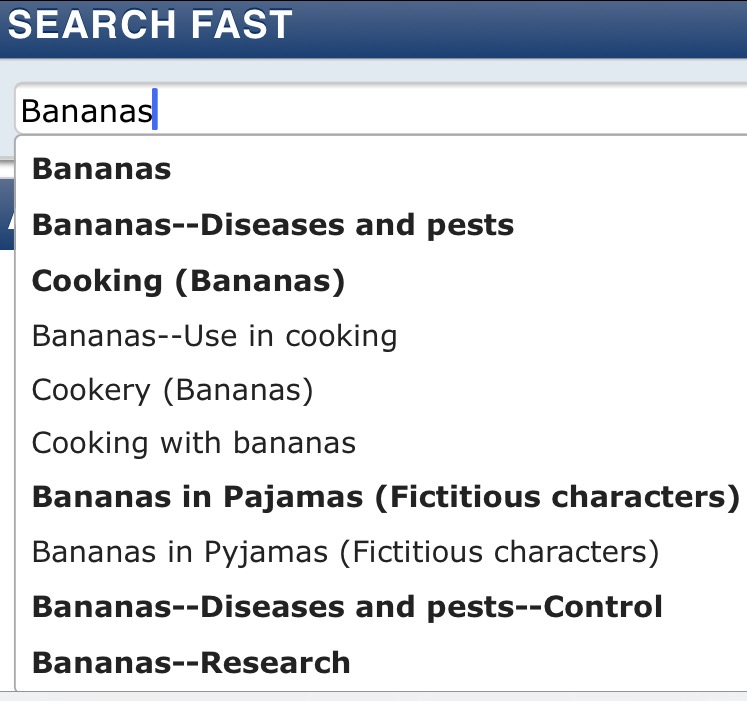 SEARCH FAST
Bananas
Bananas
Bananas--Diseases and pests
Cooking (Bananas)
Bananas--Use in cooking
Cookery (Bananas)
Cooking with bananas
Bananas in Pajamas (Fictitious characters)
Bananas in Pyjamas (Fictitious characters)
Bananas--Diseases and pests--Control
Bananas--Research